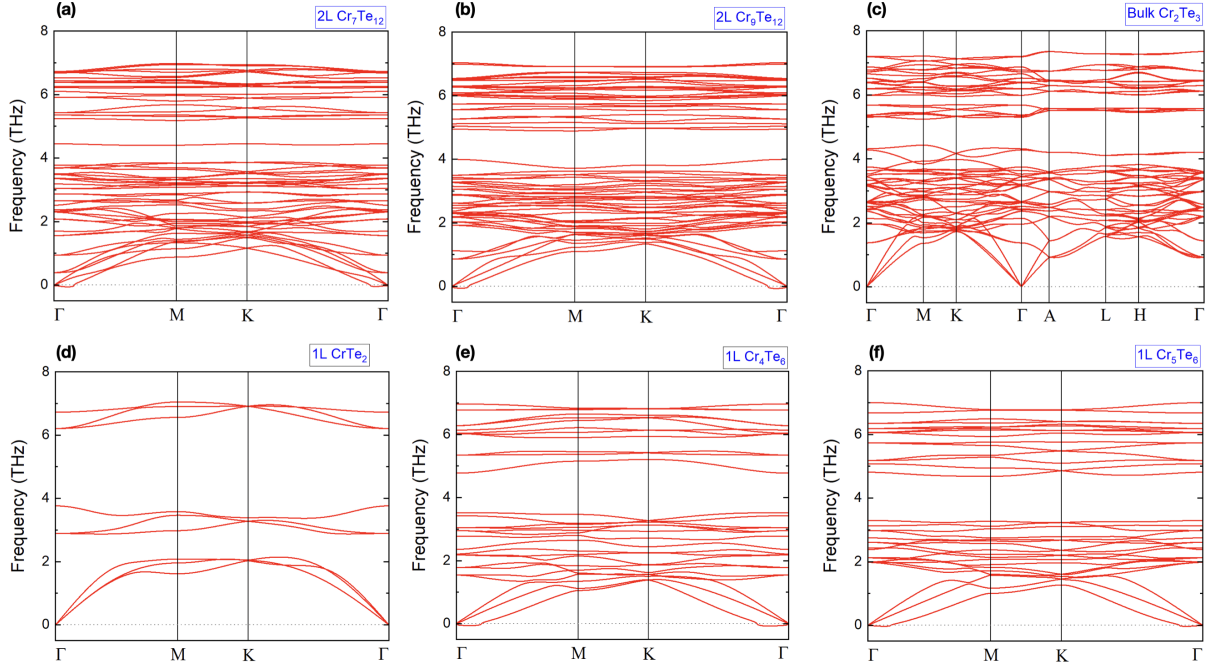 (a)
2L Cr₇Te₁₂
Frequency (THz)
8
6
4
2
0
Γ M K Γ
(b)
2L Cr₉Te₁₂
Frequency (THz)
8
6
4
2
0
Γ M K Γ
(c)
Bulk Cr₂Te₃
Frequency (THz)
8
6
4
2
0
Γ M K Γ A L H Γ
(d)
1L CrTe₂
Frequency (THz)
8
6
4
2
0
Γ M K Γ
(e)
1L Cr₄Te₆
Frequency (THz)
8
6
4
2
0
Γ M K Γ
(f)
1L Cr₅Te₆
Frequency (THz)
8
6
4
2
0
Γ M K Γ